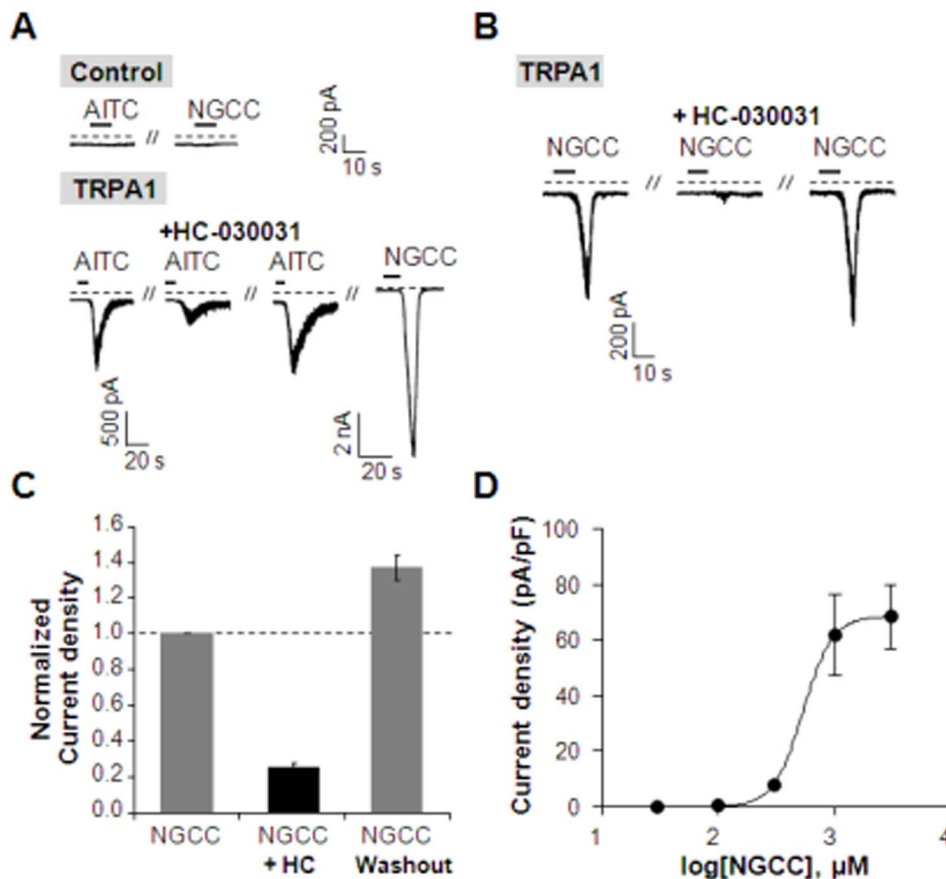 A
Control
AITC
NGCC
//
200 pA
10 s
TRPA1
+HC-030031
AITC
AITC
AITC
NGCC
//
//
//
500 pA
20 s
2 nA
20 s
B
TRPA1
+ HC-030031
NGCC
NGCC
NGCC
//
//
200 pA
10 s
C
Normalized
Current density
1.6
1.4
1.2
1.0
0.8
0.6
0.4
0.2
0.0
NGCC
NGCC
+ HC
NGCC
Washout
D
Current density (pA/pF)
100
80
60
40
20
0
1
2
3
4
log[NGCC], µM